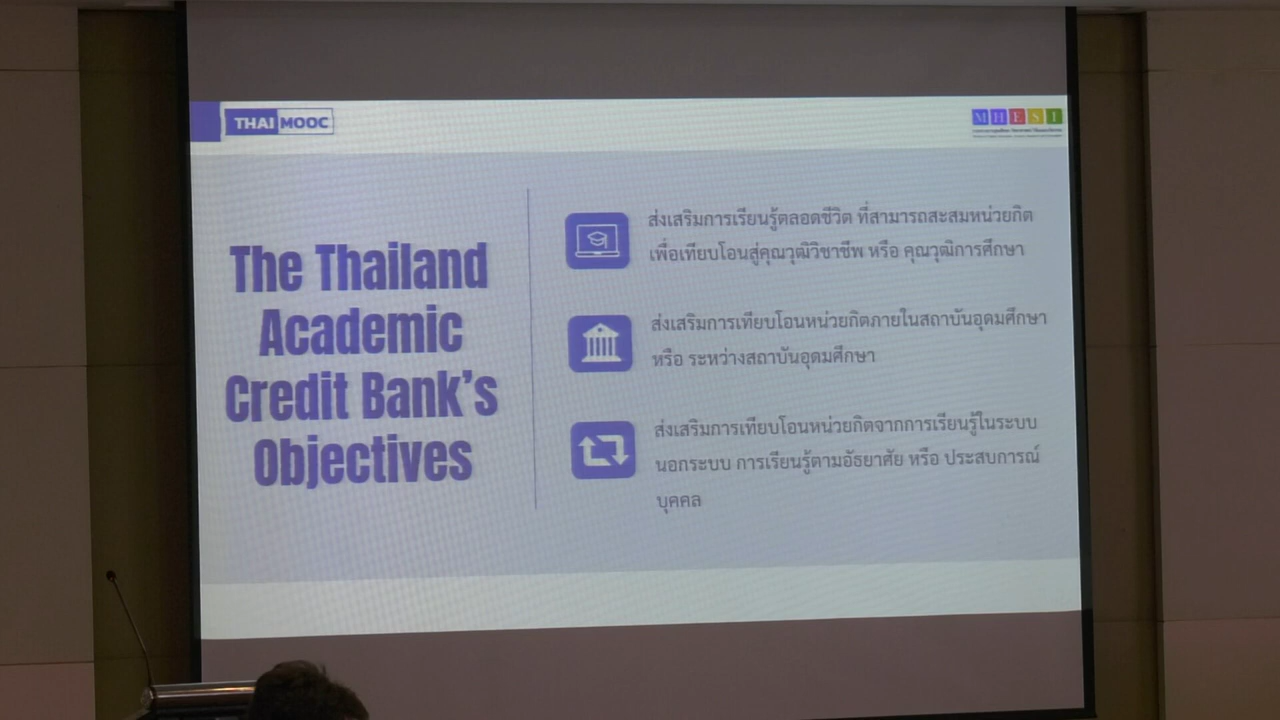 THAI MOOC
MHESI
The Thailand
Academic
Credit Bank's
Objectives
ส่งเสริมการเรียนรู้ตลอดชีวิต ที่สามารถสะสมหน่วยกิต
เพื่อเทียบโอนสู่คุณวุฒิวิชาชีพ หรือ คุณวุฒิการศึกษา
ส่งเสริมการเทียบโอนหน่วยกิตภายในสถาบันอุดมศึกษา
หรือ ระหว่างสถาบันอุดมศึกษา
ส่งเสริมการเทียบโอนหน่วยกิตจากการเรียนรู้ในระบบ
นอกระบบ การเรียนรู้ตามอัธยาศัย หรือ ประสบการณ์
บุคคล